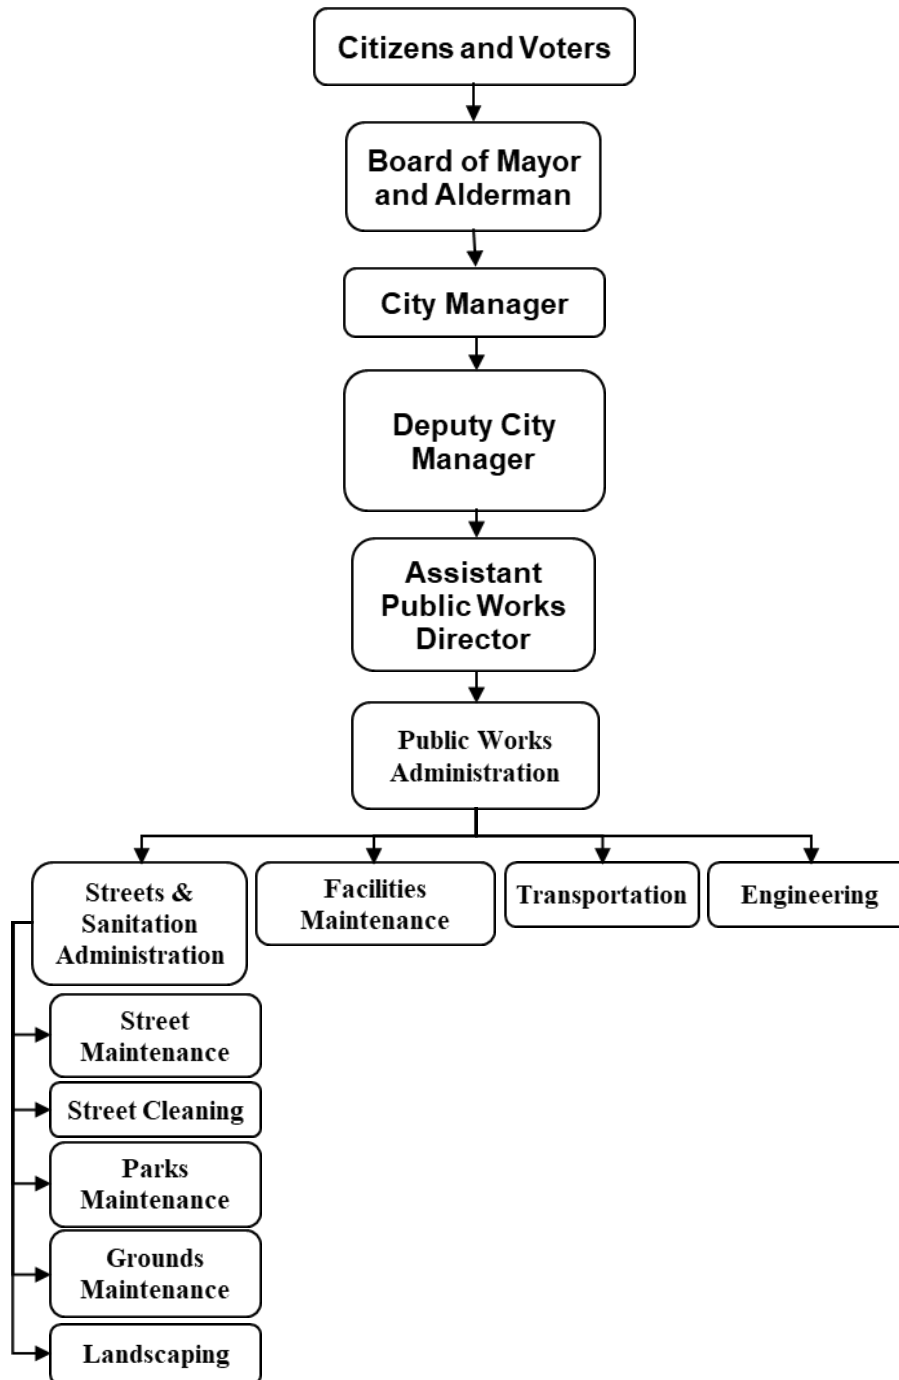 Citizens and Voters
Board of Mayor
and Alderman
City Manager
Deputy City
Manager
Assistant
Public Works
Director
Public Works
Administration
Streets &
Sanitation
Administration
Facilities
Maintenance
Transportation
Engineering
Street
Maintenance
Street Cleaning
Parks
Maintenance
Grounds
Maintenance
Landscaping